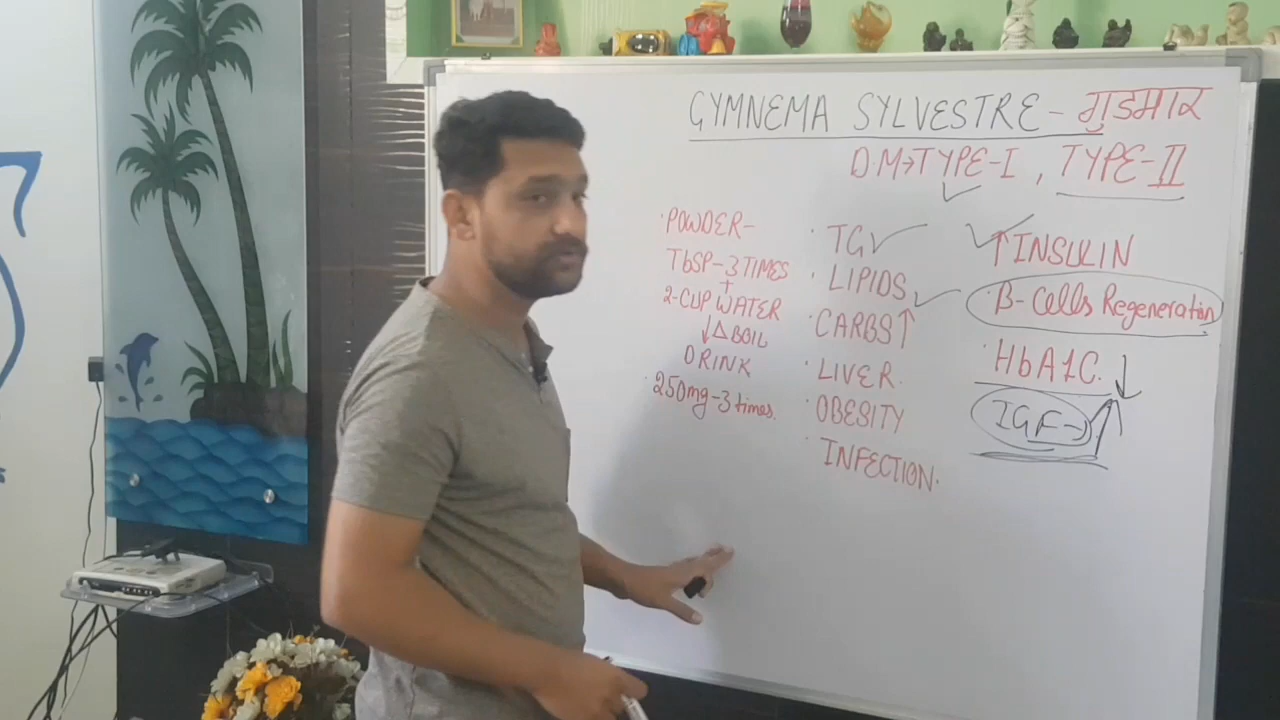 GYMNEMA SYLVESTRE - गुडमार
D.M→TYPE-I, TYPE-II
·POWDER-
TbSP-3 TIMES
+
2-CUP WATER
↓ΔBOIL
DRINK
·250mg-3 times.
·TG✓
·LIPIDS
·CARBS↑
·LIVER.
·OBESITY
·INFECTION.
✓↑INSULIN
·β-Cells Regeneration
·HbA1C.↓
IGF→↑